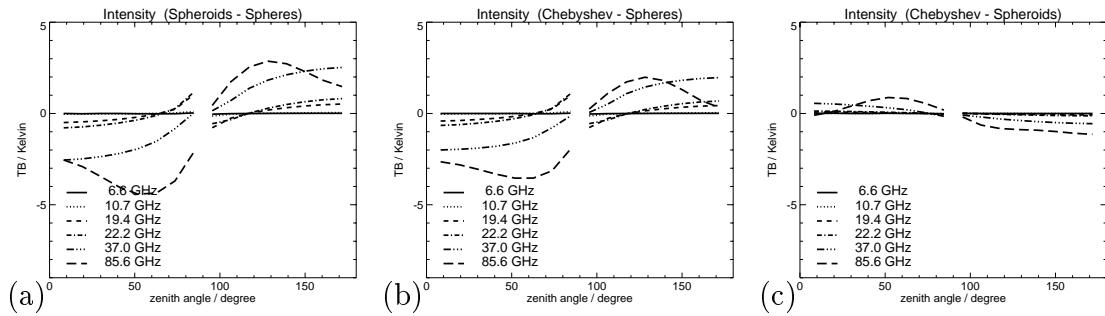 Intensity (Spheroids - Spheres)
5
0
-5
TB / Kelvin
6.6 GHz
10.7 GHz
19.4 GHz
22.2 GHz
37.0 GHz
85.6 GHz
0 50 100 150
zenith angle / degree
(a)
Intensity (Chebyshev - Spheres)
5
0
-5
TB / Kelvin
6.6 GHz
10.7 GHz
19.4 GHz
22.2 GHz
37.0 GHz
85.6 GHz
0 50 100 150
zenith angle / degree
(b)
Intensity (Chebyshev - Spheroids)
5
0
-5
TB / Kelvin
6.6 GHz
10.7 GHz
19.4 GHz
22.2 GHz
37.0 GHz
85.6 GHz
0 50 100 150
zenith angle / degree
(c)